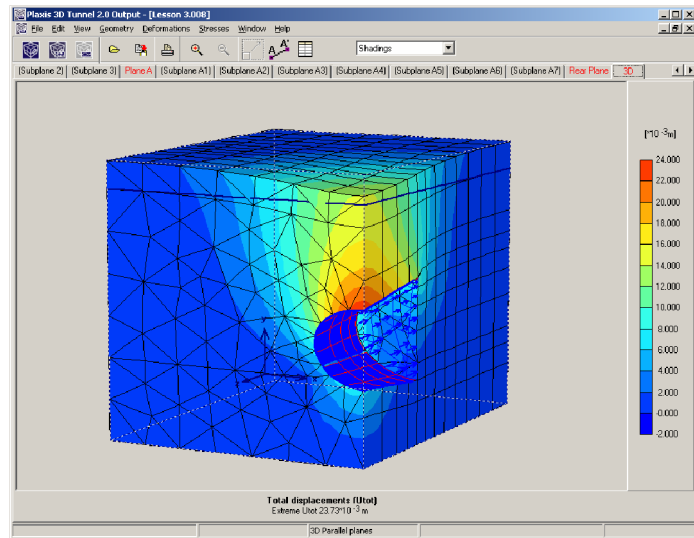 Plaxis 3D Tunnel 2.0 Output - [Lesson 3.008]
File Edit View Geometry Deformations Stresses Window Help
Shadings
(Subplane 2) (Subplane 3) Plane A (Subplane A1) (Subplane A2) (Subplane A3) (Subplane A4) (Subplane A5) (Subplane A6) (Subplane A7) Rear Plane 3D
[*10 -3 m]
24.000
22.000
20.000
18.000
16.000
14.000
12.000
10.000
8.000
6.000
4.000
2.000
-0.000
-2.000
Total displacements (Utot)
Extreme Utot 23.73*10 -3 m
3D Parallel planes